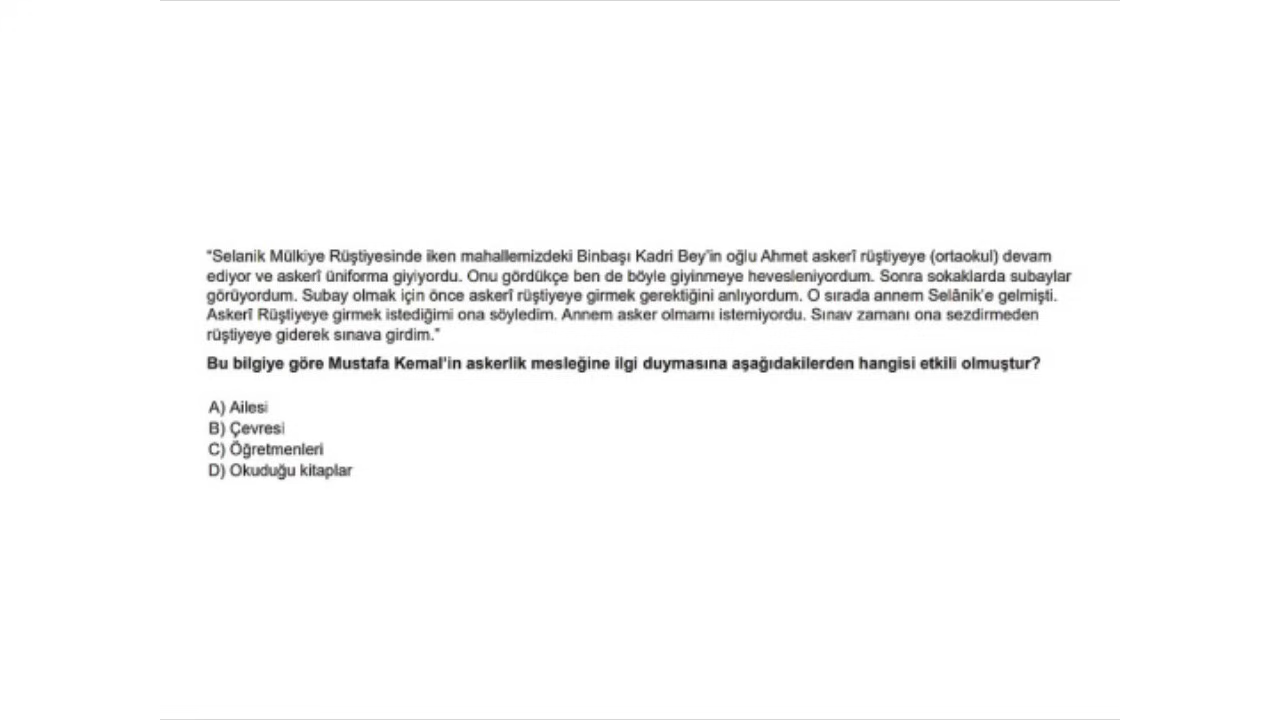 "Selanik Mülkiye Rüştiyesinde iken mahallemizdeki Binbaşı Kadri Bey'in oğlu Ahmet askerî rüştiyeye (ortaokul) devam
ediyor ve askerî üniforma giyiyordu. Onu gördükçe ben de böyle giyinmeye hevesleniyordum. Sonra sokaklarda subaylar
görüyordum. Subay olmak için önce askerî rüştiyeye girmek gerektiğini anlıyordum. O sırada annem Selânik'e gelmişti.
Askerî Rüştiyeye girmek istediğimi ona söyledim. Annem asker olmamı istemiyordu. Sınav zamanı ona sezdirmeden
rüştiyeye giderek sınava girdim."
Bu bilgiye göre Mustafa Kemal'in askerlik mesleğine ilgi duymasına aşağıdakilerden hangisi etkili olmuştur?
A) Ailesi
B) Çevresi
C) Öğretmenleri
D) Okuduğu kitaplar